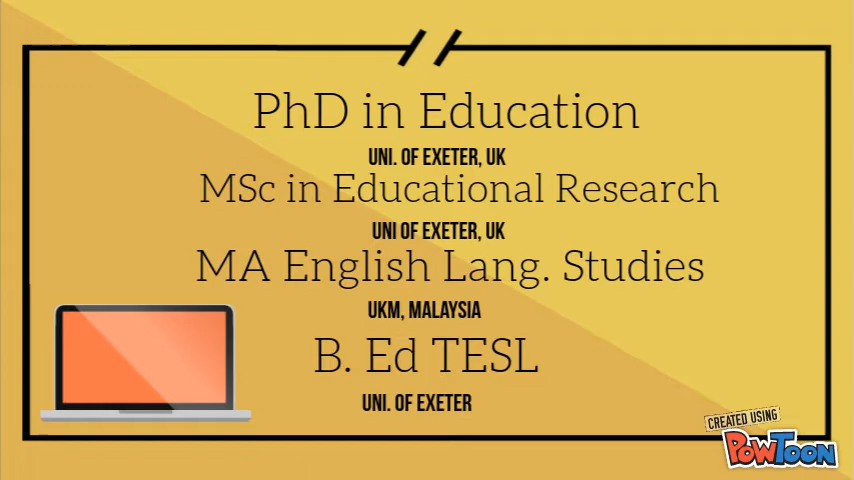 PhD in Education
UNI. OF EXETER, UK
MSc in Educational Research
UNI OF EXETER, UK
MA English Lang. Studies
UKM, MALAYSIA
B. Ed TESL
UNI. OF EXETER
CREATED USING
POWTOON